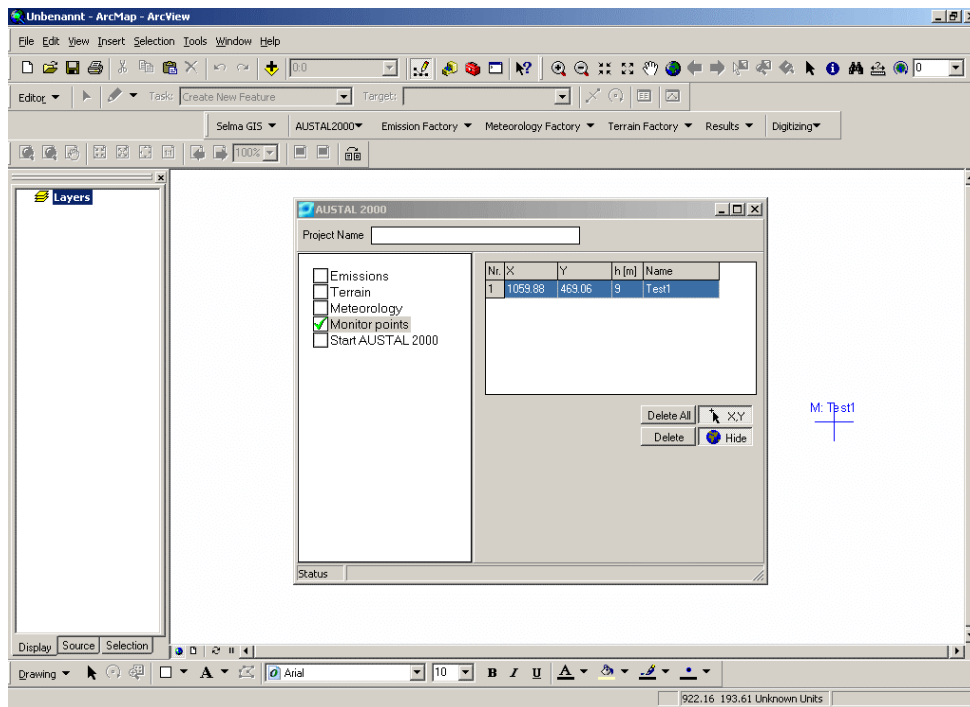 Unbenannt - ArcMap - ArcView
File Edit View Insert Selection Tools Window Help
0:0 0
Editor Task: Create New Feature Target:
Selma GIS AUSTAL2000 Emission Factory Meteorology Factory Terrain Factory Results Digitizing
100%
Layers
AUSTAL 2000
Project Name
Emissions
Terrain
Meteorology
Monitor points
Start AUSTAL 2000
Nr. X Y h [m] Name
1 1059.88 469.06 9 Test1
Delete All X,Y
Delete Hide
M: Test1
Status
Display Source Selection
Drawing A Arial 10 B I U A
922.16 193.61 Unknown Units